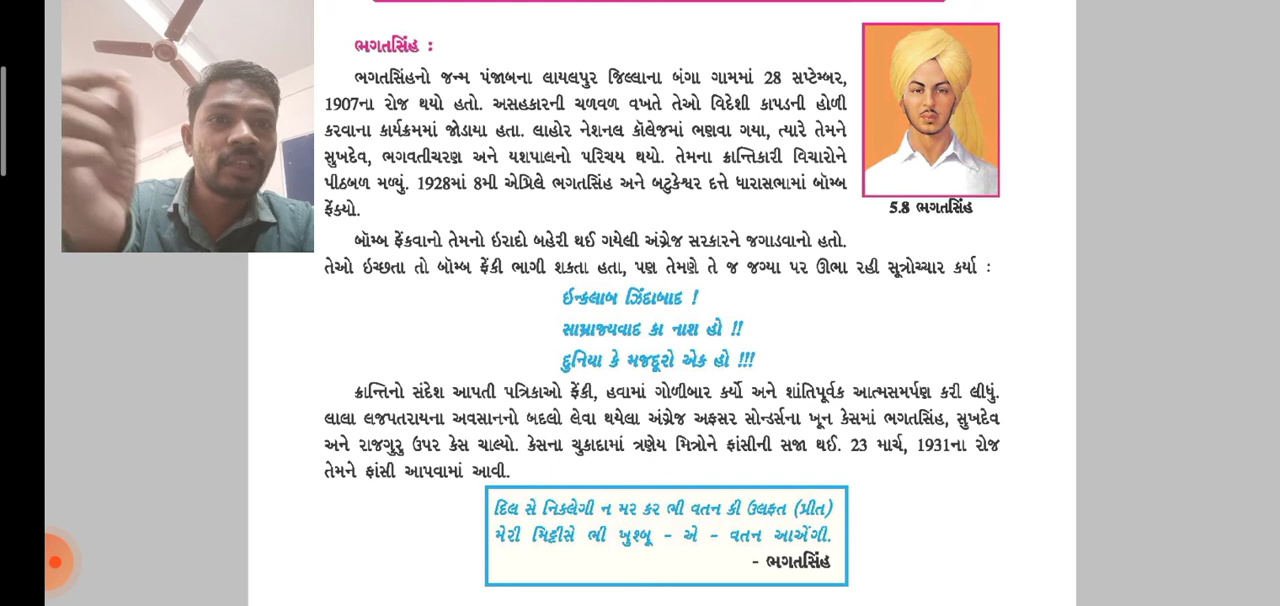 ભગતસિંહ :
ભગતસિંહનો જન્મ પંજાબના લાયલપુર જિલ્લાના બંગા ગામમાં 28 સપ્ટેમ્બર,
1907ના રોજ થયો હતો. અસહકારની ચળવળ વખતે તેઓ વિદેશી કાપડની હોળી
કરવાના કાર્યક્રમમાં જોડાયા હતા. લાહોર નેશનલ કૉલેજમાં ભણવા ગયા, ત્યારે તેમને
સુખદેવ, ભગવતીચરણ અને યશપાલનો પરિચય થયો. તેમના ક્રાન્તિકારી વિચારોને
પીઠબળ મળ્યું. 1928માં 8મી એપ્રિલે ભગતસિંહ અને બટુકેશ્વર દત્તે ધારાસભામાં બૉમ્બ
ફેંક્યો.
5.8 ભગતસિંહ
બૉમ્બ ફેંકવાનો તેમનો ઇરાદો બહેરી થઈ ગયેલી અંગ્રેજ સરકારને જગાડવાનો હતો.
તેઓ ઇચ્છતા તો બૉમ્બ ફેંકી ભાગી શકતા હતા, પણ તેમણે તે જ જગ્યા પર ઊભા રહી સૂત્રોચ્ચાર કર્યા :
ઇન્કલાબ ઝિંદાબાદ !
સામ્રાજ્યવાદ કા નાશ હો !!
દુનિયા કે મજદૂરો એક હો !!!
ક્રાન્તિનો સંદેશ આપતી પત્રિકાઓ ફેંકી, હવામાં ગોળીબાર કર્યો અને શાંતિપૂર્વક આત્મસમર્પણ કરી લીધું.
લાલા લજપતરાયના અવસાનનો બદલો લેવા થયેલા અંગ્રેજ અફસર સોન્ડર્સના ખૂન કેસમાં ભગતસિંહ, સુખદેવ
અને રાજગુરુ ઉપર કેસ ચાલ્યો. કેસના ચુકાદામાં ત્રણેય મિત્રોને ફાંસીની સજા થઈ. 23 માર્ચ, 1931ના રોજ
તેમને ફાંસી આપવામાં આવી.
દિલ સે નિકલેગી ન મર કર ભી વતન કી ઉલફત (પ્રીત)
મેરી મિટ્ટીસે ભી ખુશ્બૂ - એ - વતન આએંગી.
- ભગતસિંહ